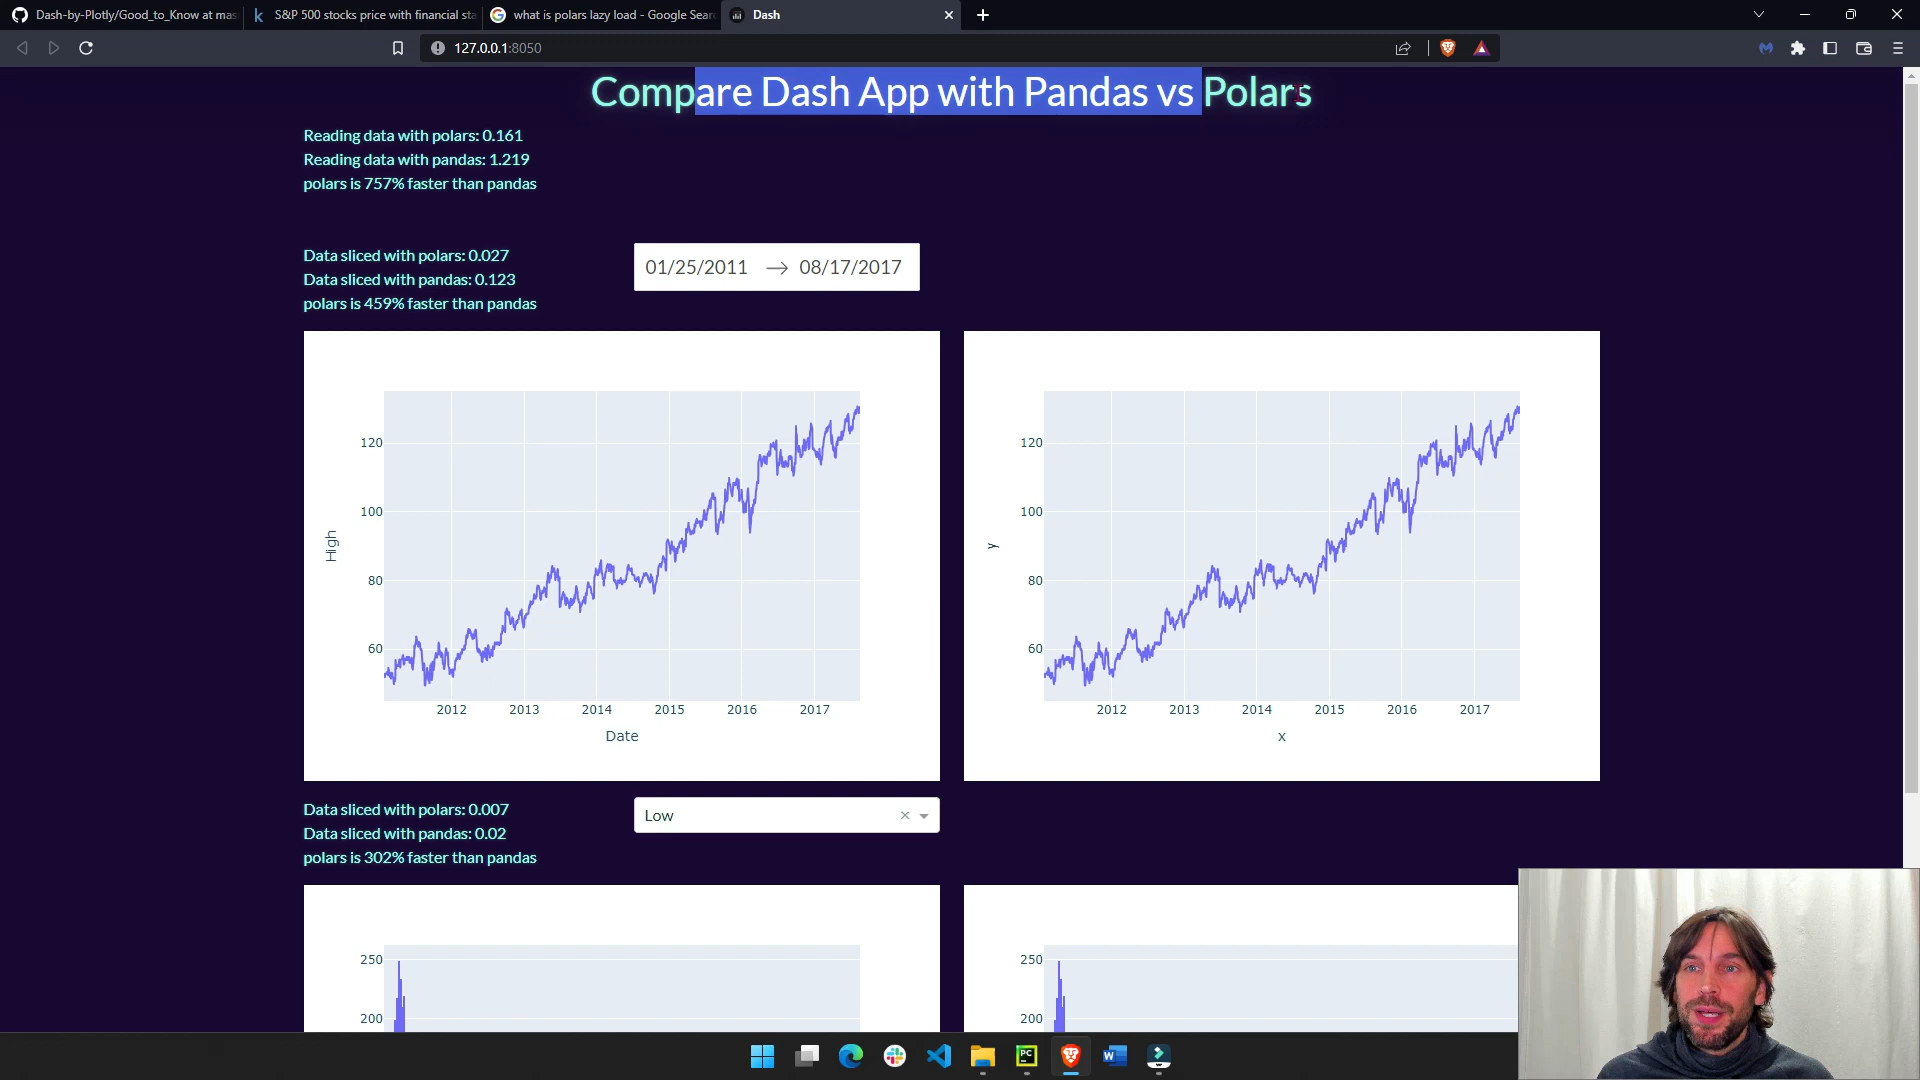 Dash-by-Plotly/Good_to_Know at mas
S&P 500 stocks price with financial sta
what is polars lazy load - Google Searc
Dash
127.0.0.1:8050
Compare Dash App with Pandas vs Polars
Reading data with polars: 0.161
Reading data with pandas: 1.219
polars is 757% faster than pandas
Data sliced with polars: 0.027
Data sliced with pandas: 0.123
polars is 459% faster than pandas
01/25/2011 → 08/17/2017
120
100
80
60
High
2012 2013 2014 2015 2016 2017
Date
120
100
80
60
y
2012 2013 2014 2015 2016 2017
x
Data sliced with polars: 0.007
Data sliced with pandas: 0.02
polars is 302% faster than pandas
Low
250
200
250
200